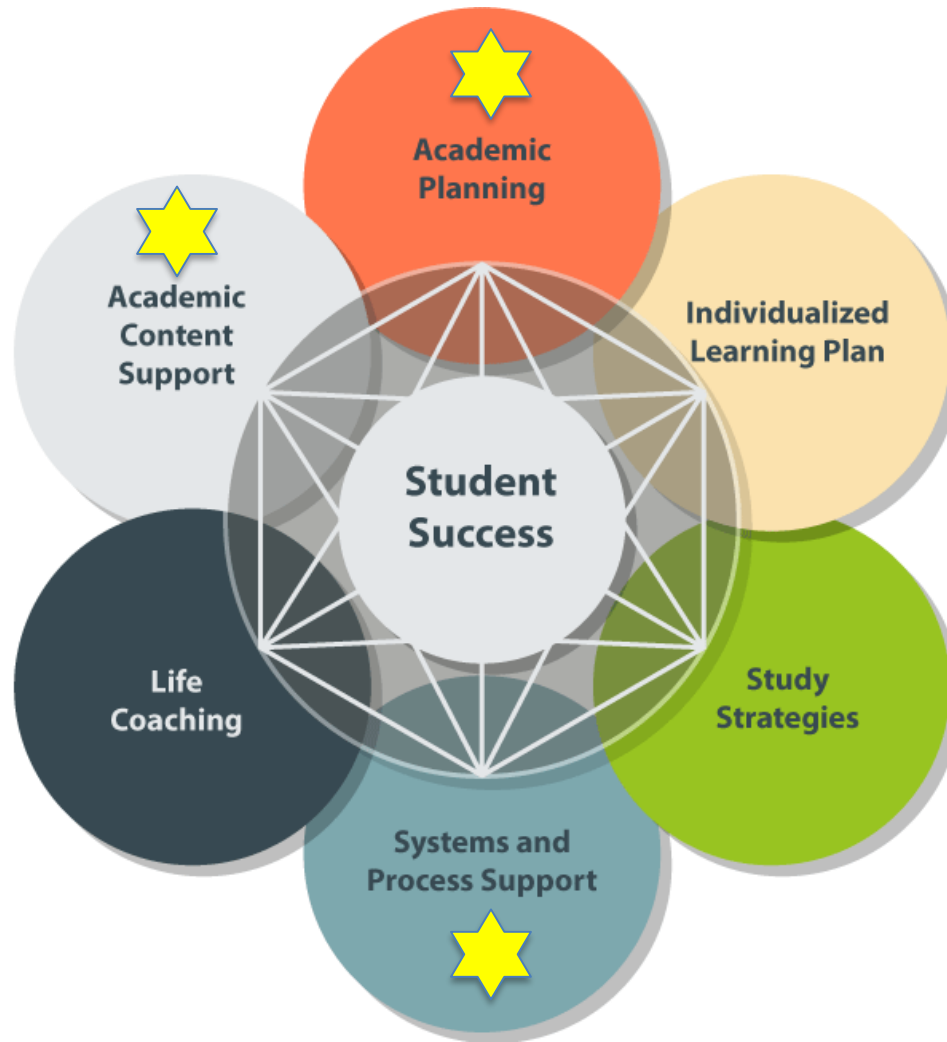 Academic
Planning
Academic
Content
Support
Individualized
Learning Plan
Student
Success
Life
Coaching
Study
Strategies
Systems and
Process Support